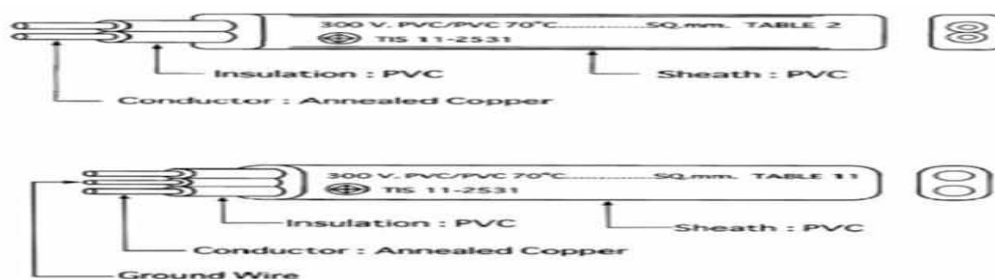 300 V. PVC/PVC 70°C..............SQ.mm. TABLE 2
TIS 11-2531
Insulation : PVC
Sheath : PVC
Conductor : Annealed Copper
300 V. PVC/PVC 70°C..............SQ.mm. TABLE 11
TIS 11-2531
Insulation : PVC
Sheath : PVC
Conductor : Annealed Copper
Ground Wire